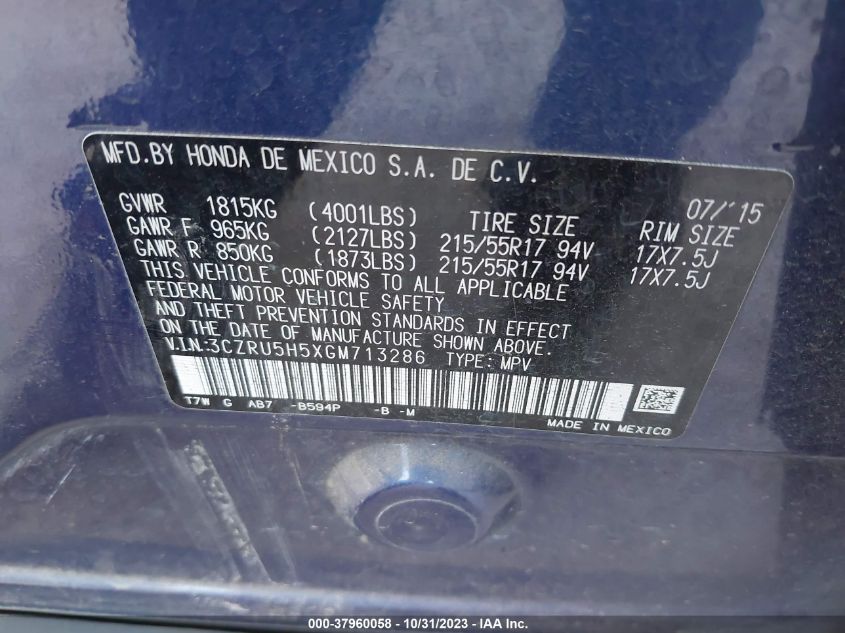 MFD.BY HONDA DE MEXICO S.A. DE C.V.
07/'15
GVWR 1815KG (4001LBS) TIRE SIZE RIM SIZE
GAWR F 965KG (2127LBS) 215/55R17 94V 17X7.5J
GAWR R 850KG (1873LBS) 215/55R17 94V 17X7.5J
THIS VEHICLE CONFORMS TO ALL APPLICABLE
FEDERAL MOTOR VEHICLE SAFETY
AND THEFT PREVENTION STANDARDS IN EFFECT
ON THE DATE OF MANUFACTURE SHOWN ABOVE.
V.I.N:3CZRU5H5XGM713286 TYPE: MPV
T7W G AB7 -B594P -B -M
MADE IN MEXICO
000-37960058 - 10/31/2023 - IAA Inc.